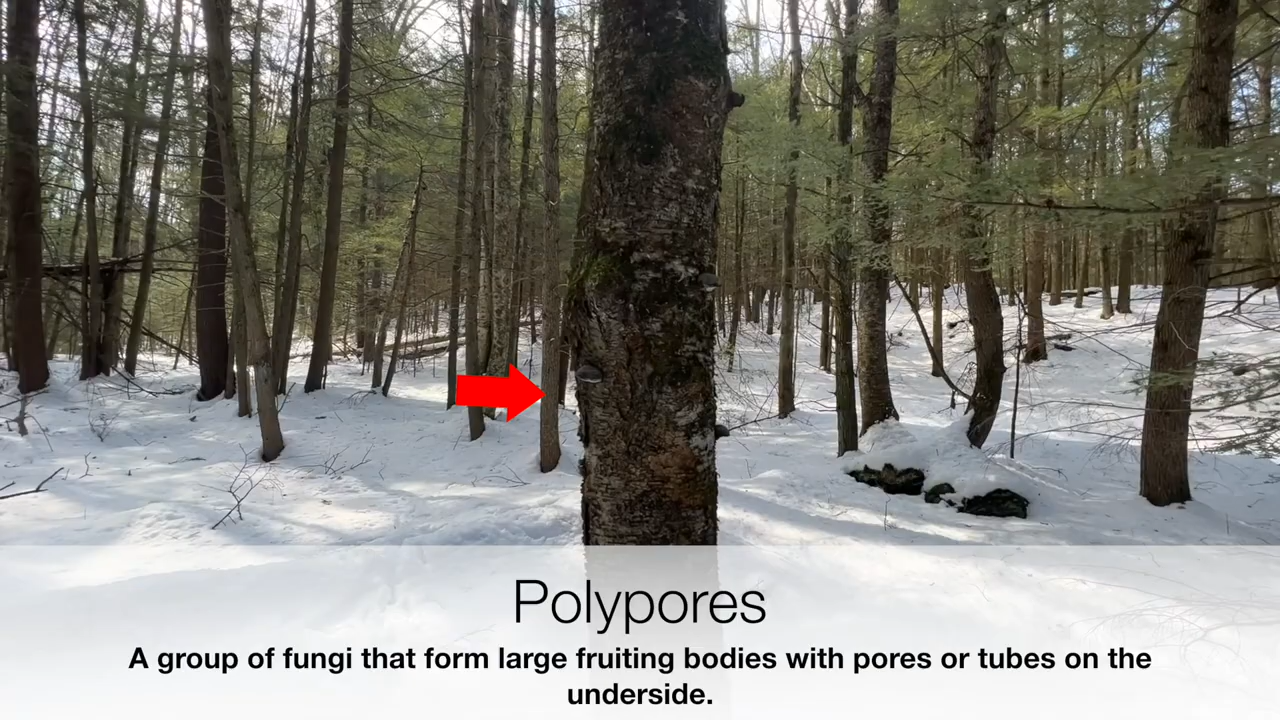 Polypores
A group of fungi that form large fruiting bodies with pores or tubes on the
underside.